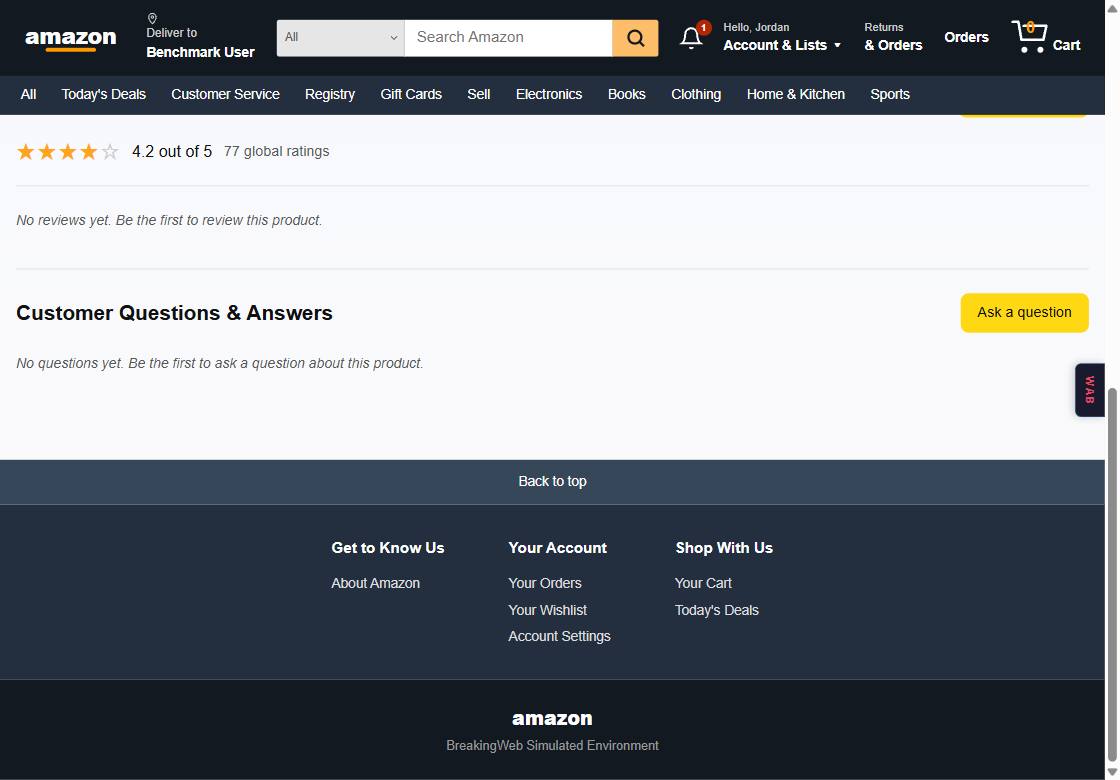 amazon
Deliver to
Benchmark User
All
Search Amazon
1
Hello, Jordan
Account & Lists
Returns
& Orders
Orders
0
Cart
All
Today's Deals
Customer Service
Registry
Gift Cards
Sell
Electronics
Books
Clothing
Home & Kitchen
Sports
4.2 out of 5
77 global ratings
No reviews yet. Be the first to review this product.
Customer Questions & Answers
Ask a question
No questions yet. Be the first to ask a question about this product.
WAB
Back to top
Get to Know Us
About Amazon
Your Account
Your Orders
Your Wishlist
Account Settings
Shop With Us
Your Cart
Today's Deals
amazon
BreakingWeb Simulated Environment